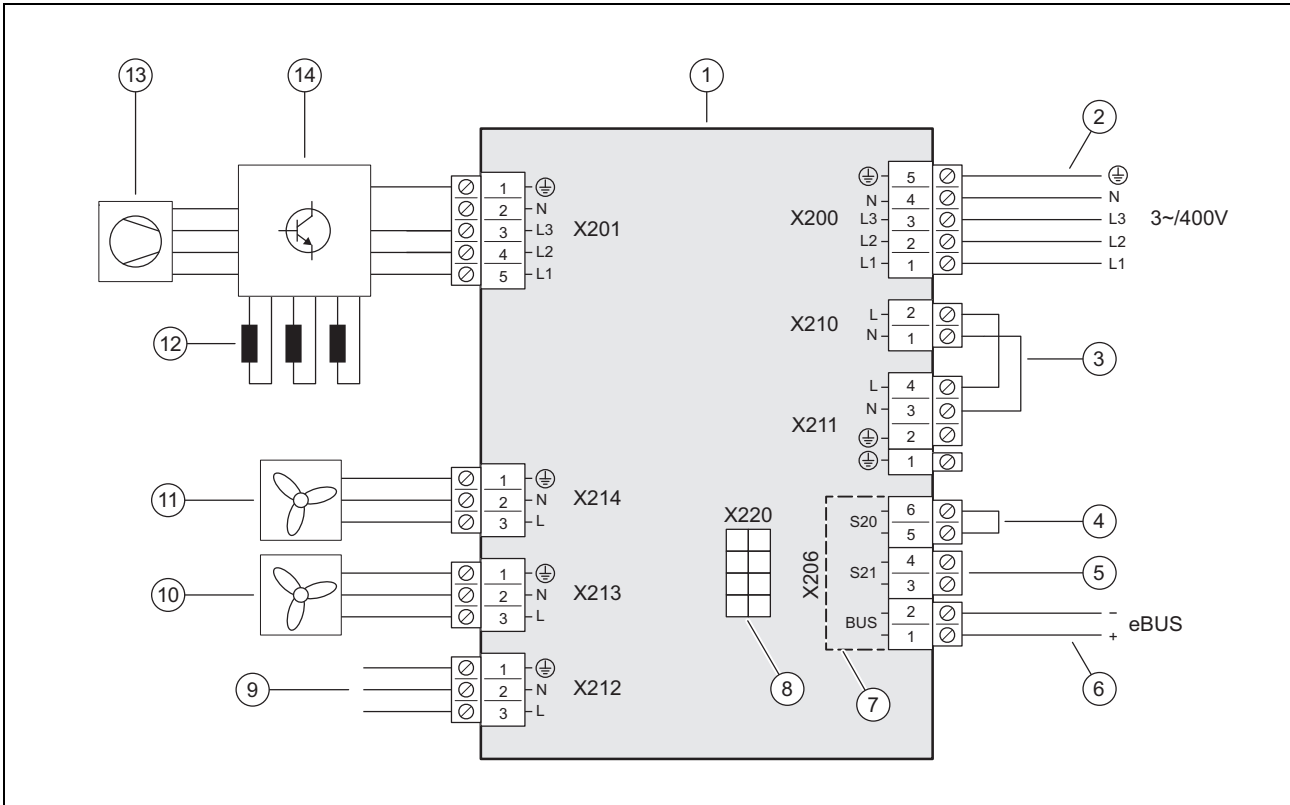 13
14
1
2
1
2 N
3 L3
4 L2
5 L1
X201
X200
5
N 4
L3 3
L2 2
L1 1
N
L3
L2
L1
3~/400V
X210
L 2
N 1
3
12
X211
L 4
N 3
2
1
11
1
2 N
3 L
X214
10
1
2 N
3 L
X213
9
1
2 N
3 L
X212
X220
8
X206
S20
6
5
4
S21
4
3
5
BUS
2
1
−
+
eBUS
7
6